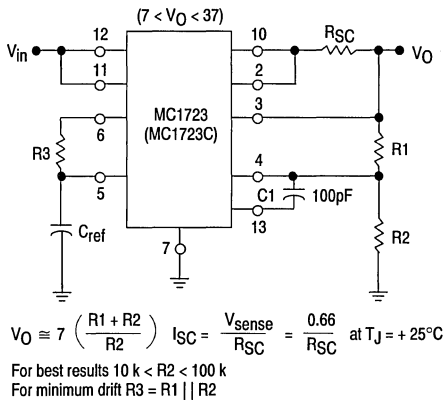 (7 < V_O < 37)
V_in
12
10
R_SC
V_O
11
2
MC1723
(MC1723C)
3
6
R3
R1
4
5
C1
100pF
13
C_ref
R2
7
V_O ≅ 7 ( R1 + R2 / R2 ) I_SC = V_sense / R_SC = 0.66 / R_SC at T_J = + 25°C
For best results 10 k < R2 < 100 k
For minimum drift R3 = R1 || R2